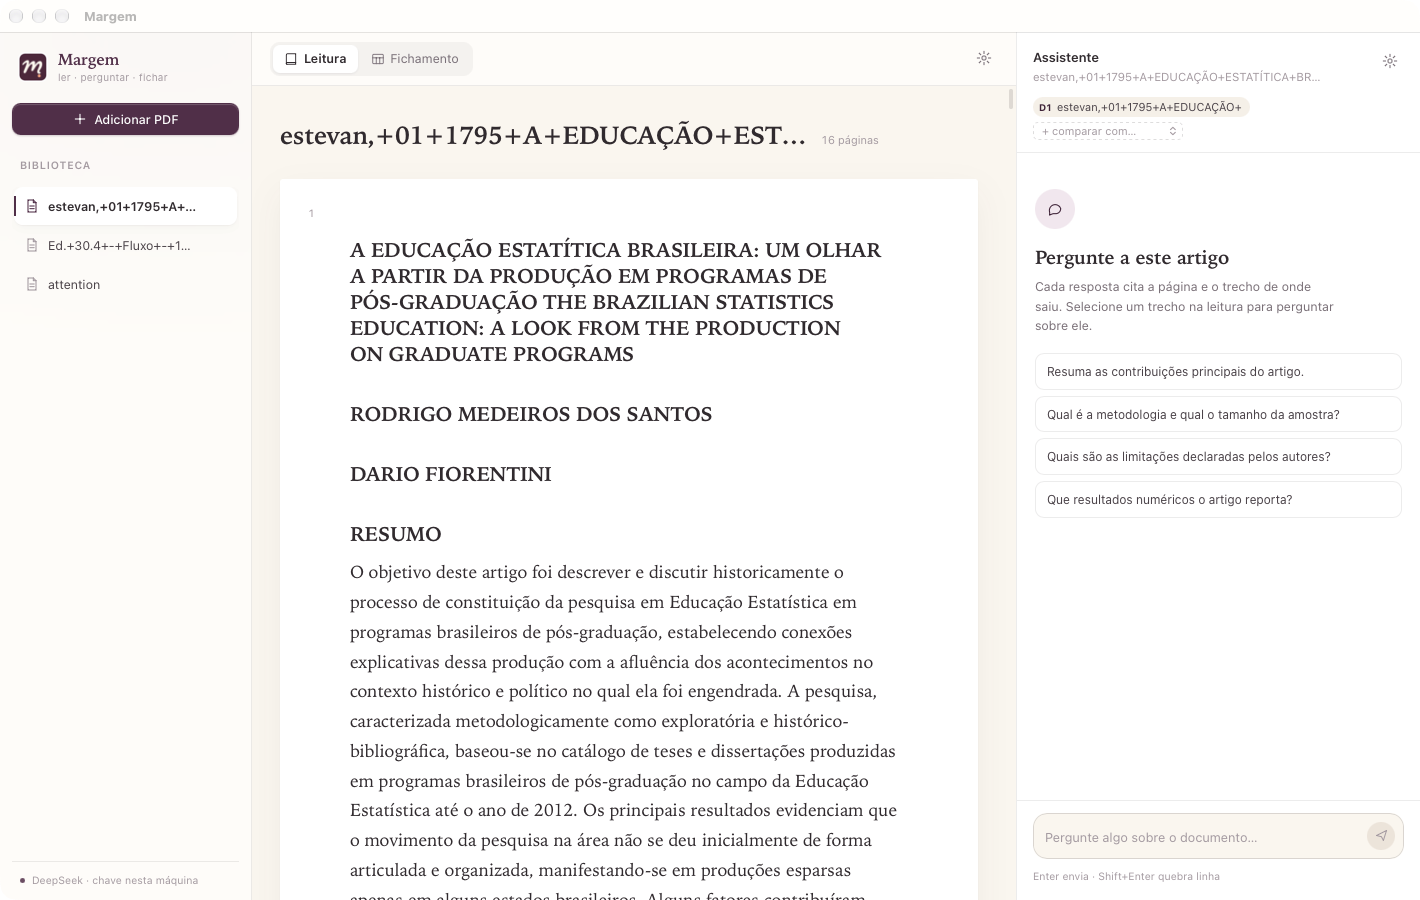 Margem
Margem
ler · perguntar · fichar
+ Adicionar PDF
BIBLIOTECA
estevan,+01+1795+A+...
Ed.+30.4+-+Fluxo+-+1...
attention
DeepSeek · chave nesta máquina
Leitura
Fichamento
estevan,+01+1795+A+EDUCAÇÃO+EST...
16 páginas
1
A EDUCAÇÃO ESTATÍTICA BRASILEIRA: UM OLHAR
A PARTIR DA PRODUÇÃO EM PROGRAMAS DE
PÓS-GRADUAÇÃO THE BRAZILIAN STATISTICS
EDUCATION: A LOOK FROM THE PRODUCTION
ON GRADUATE PROGRAMS
RODRIGO MEDEIROS DOS SANTOS
DARIO FIORENTINI
RESUMO
O objetivo deste artigo foi descrever e discutir historicamente o
processo de constituição da pesquisa em Educação Estatística em
programas brasileiros de pós-graduação, estabelecendo conexões
explicativas dessa produção com a afluência dos acontecimentos no
contexto histórico e político no qual ela foi engendrada. A pesquisa,
caracterizada metodologicamente como exploratória e histórico-
bibliográfica, baseou-se no catálogo de teses e dissertações produzidas
em programas brasileiros de pós-graduação no campo da Educação
Estatística até o ano de 2012. Os principais resultados evidenciam que
o movimento da pesquisa na área não se deu inicialmente de forma
articulada e organizada, manifestando-se em produções esparsas
apenas em alguns estados brasileiros. Alguns fatores contribuíram
Assistente
estevan,+01+1795+A+EDUCAÇÃO+ESTATÍTICA+BR...
D1 estevan,+01+1795+A+EDUCAÇÃO+
+ comparar com...
Pergunte a este artigo
Cada resposta cita a página e o trecho de onde
saiu. Selecione um trecho na leitura para perguntar
sobre ele.
Resuma as contribuições principais do artigo.
Qual é a metodologia e qual o tamanho da amostra?
Quais são as limitações declaradas pelos autores?
Que resultados numéricos o artigo reporta?
Pergunte algo sobre o documento...
Enter envia · Shift+Enter quebra linha